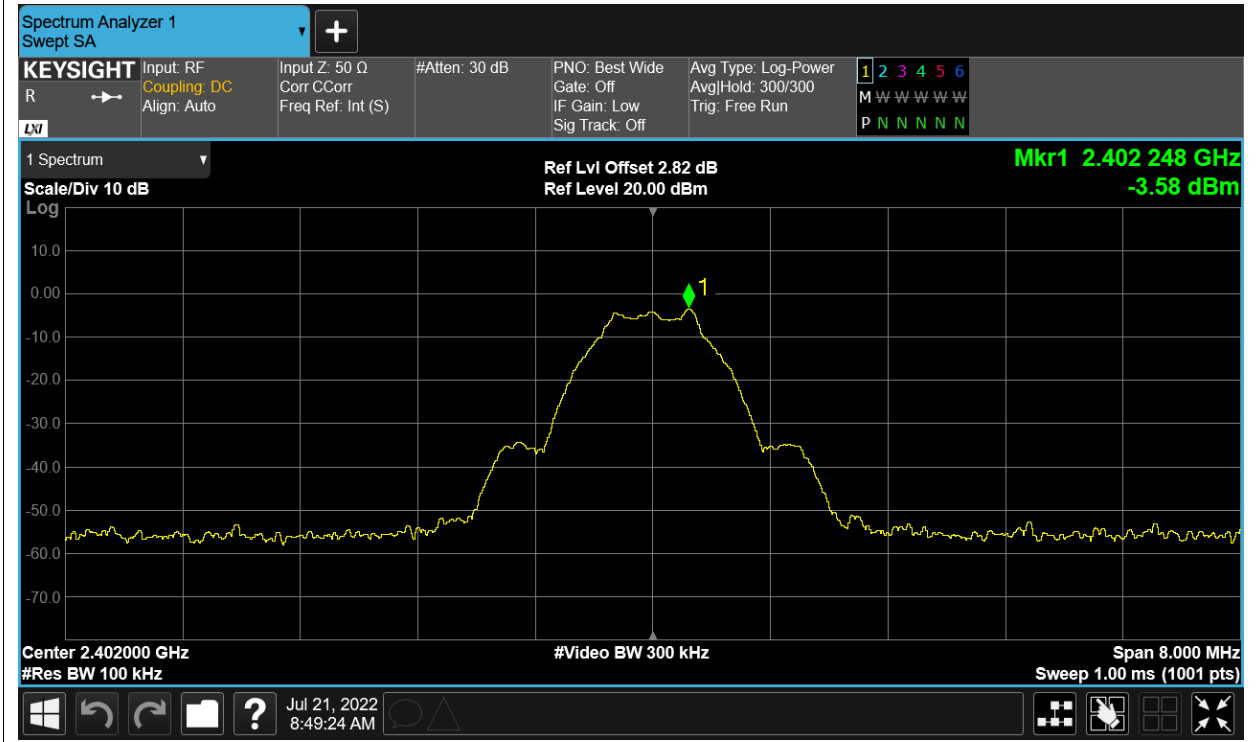 Spectrum Analyzer 1
Swept SA
KEYSIGHT
R
LXI
Input: RF
Coupling: DC
Align: Auto
Input Z: 50 Ω
Corr CCorr
Freq Ref: Int (S)
#Atten: 30 dB
PNO: Best Wide
Gate: Off
IF Gain: Low
Sig Track: Off
Avg Type: Log-Power
Avg|Hold: 300/300
Trig: Free Run
1 2 3 4 5 6
M W W W W W W
P N N N N N N
1 Spectrum
Scale/Div 10 dB
Log
Ref Lvl Offset 2.82 dB
Ref Level 20.00 dBm
Mkr1 2.402 248 GHz
-3.58 dBm
10.0
0.00
1
-10.0
-20.0
-30.0
-40.0
-50.0
-60.0
-70.0
Center 2.402000 GHz
#Video BW 300 kHz
Span 8.000 MHz
#Res BW 100 kHz
Sweep 1.00 ms (1001 pts)
?
Jul 21, 2022
8:49:24 AM